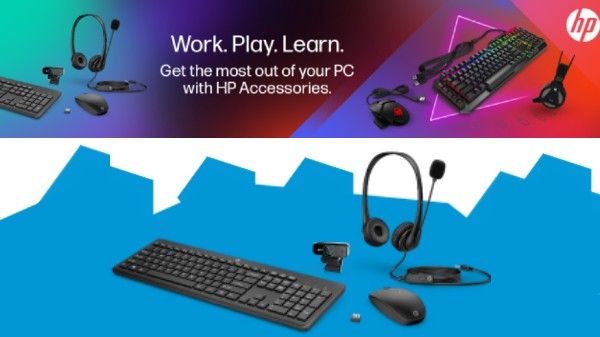 hp
Work. Play. Learn.
Get the most out of your PC
with HP Accessories.